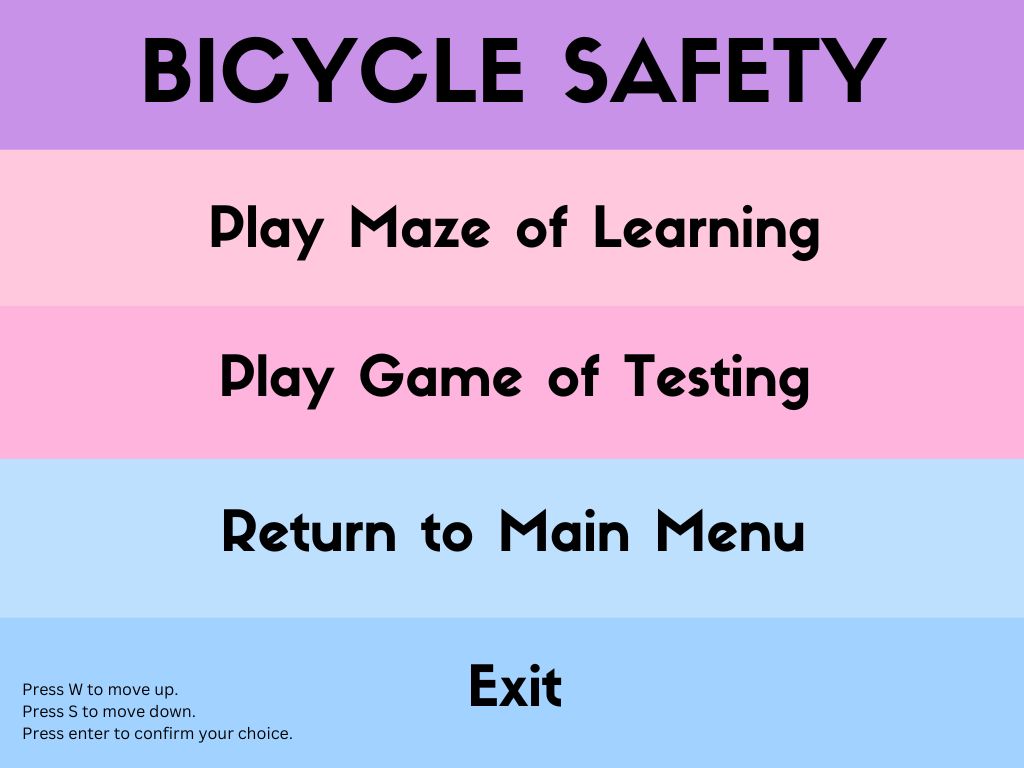 BICYCLE SAFETY
Play Maze of Learning
Play Game of Testing
Return to Main Menu
Exit
Press W to move up.
Press S to move down.
Press enter to confirm your choice.